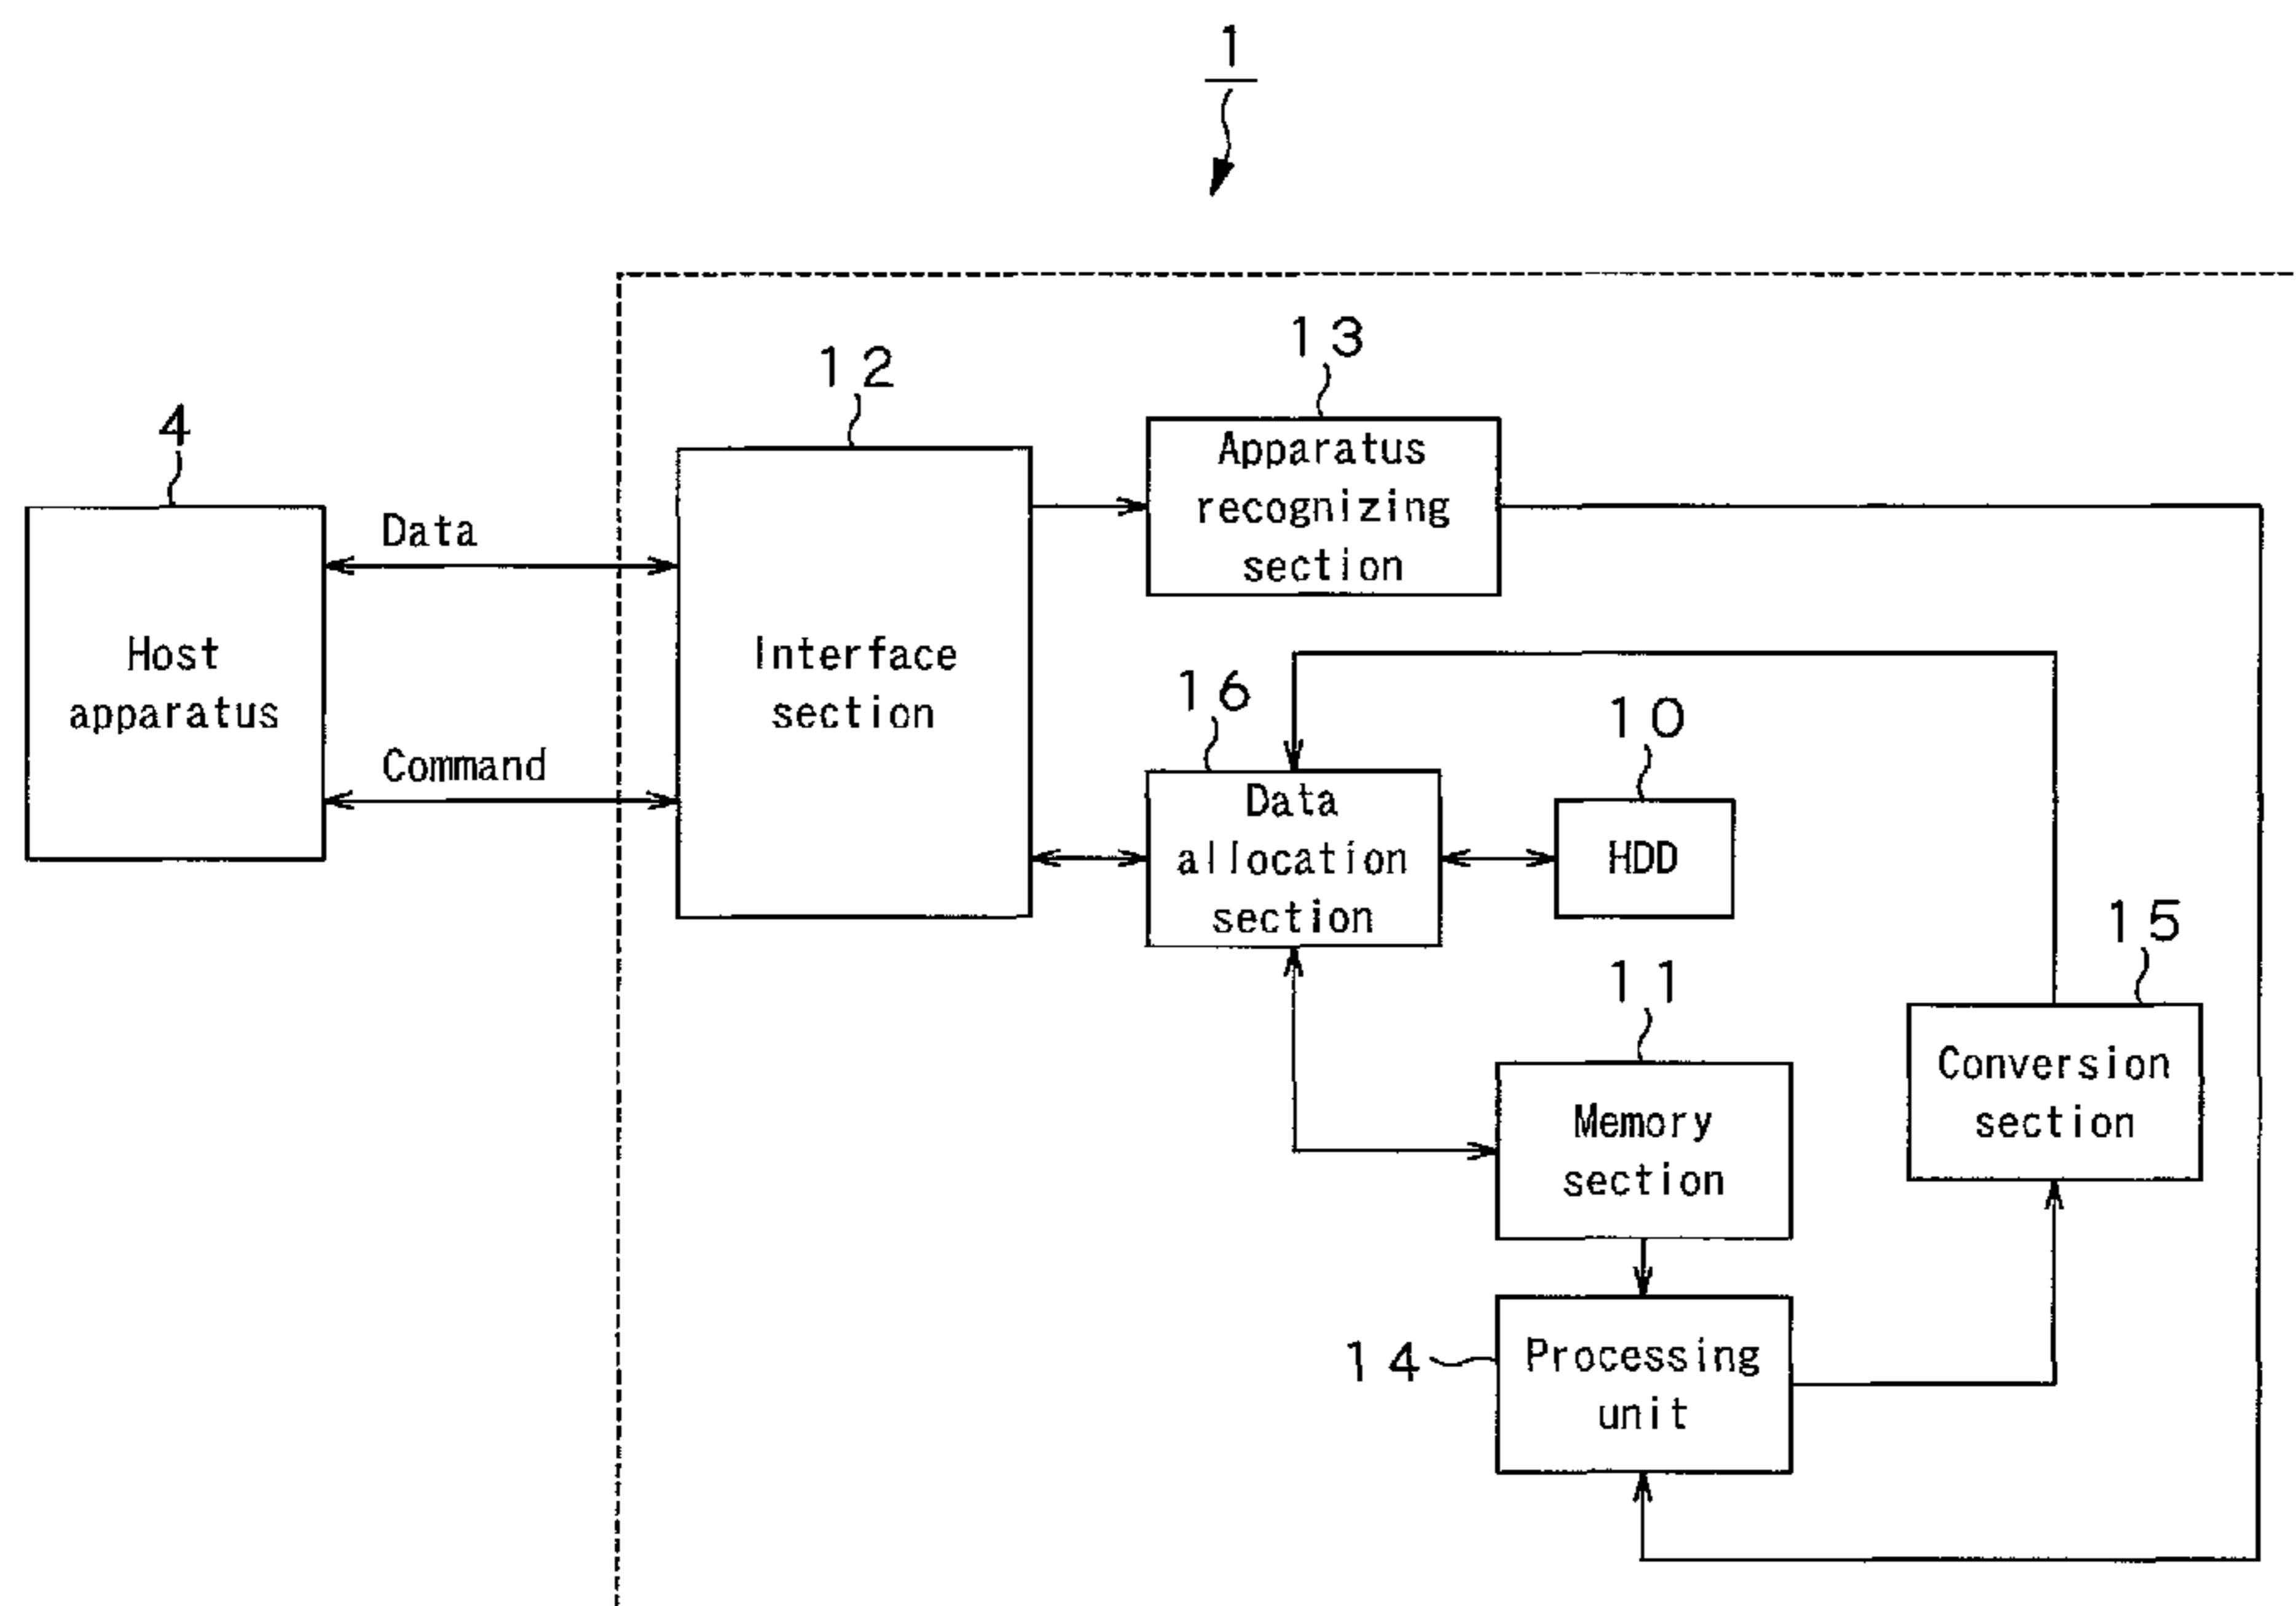 1
13
12
4
Apparatus
recognizing
section
Data
Host
apparatus
Interface
section
16
10
Command
Data
allocation
section
HDD
15
11
Conversion
section
Memory
section
14
Processing
unit